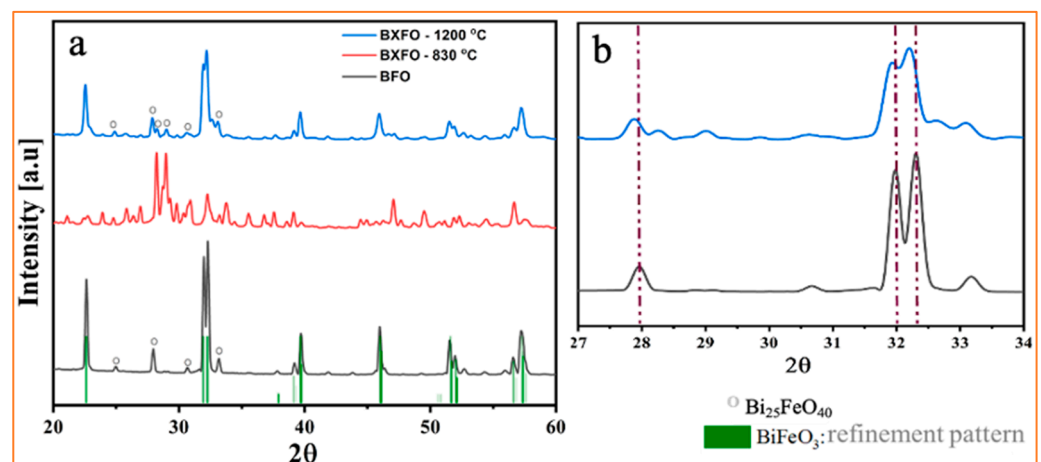 a
BXFO - 1200 °C
BXFO - 830 °C
BFO
Intensity [a.u]
20 30 40 50 60
2θ
b
27 28 29 30 31 32 33 34
2θ
Bi₂₅FeO₄₀
BiFeO₃: refinement pattern